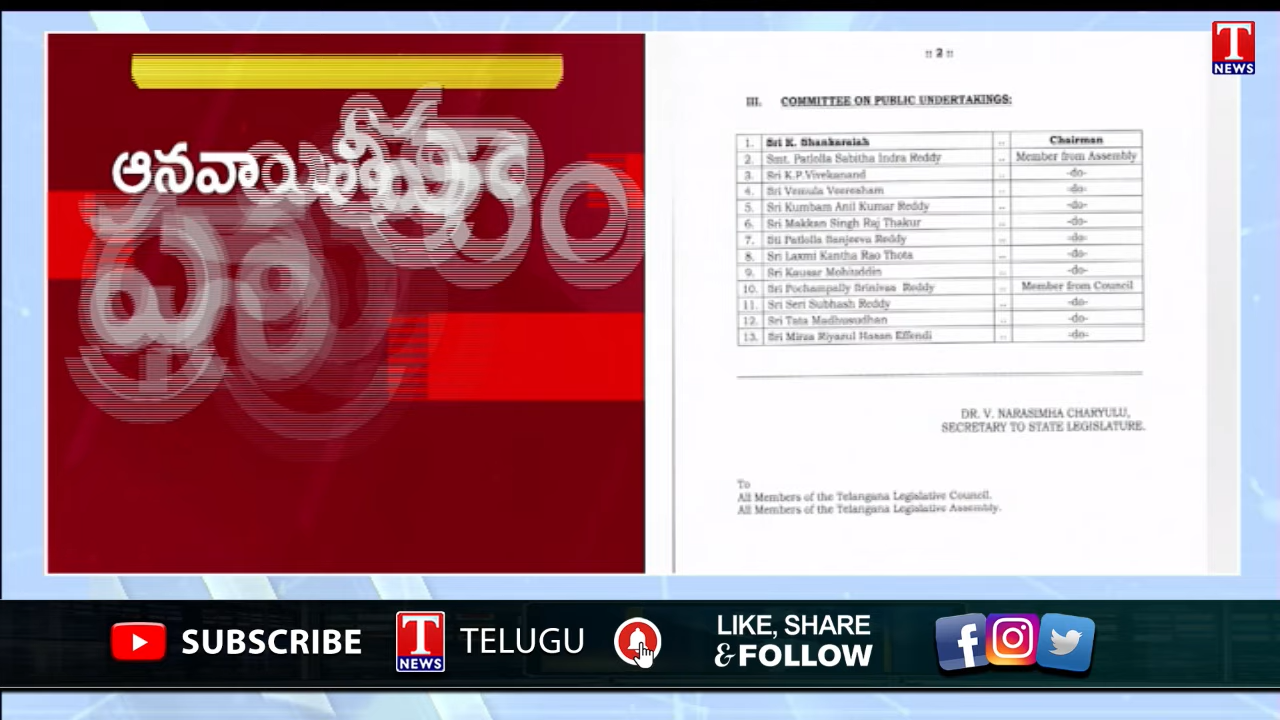 T
NEWS
ఆనవాయితీ
:: 2 ::
III. COMMITTEE ON PUBLIC UNDERTAKINGS:
1. Sri K. Shankaraiah .. Chairman
2. Smt. Patlolla Sabitha Indra Reddy .. Member from Assembly
3. Sri K.P.Vivekanand .. -do-
4. Sri Vemula Veeresham .. -do-
5. Sri Kumbam Anil Kumar Reddy .. -do-
6. Sri Makkan Singh Raj Thakur .. -do-
7. Sri Patlolla Sanjeeva Reddy .. -do-
8. Sri Laxmi Kantha Rao Thota .. -do-
9. Sri Kausar Mohiuddin .. -do-
10. Sri Pochampally Srinivas Reddy .. Member from Council
11. Sri Seri Subhash Reddy .. -do-
12. Sri Tata Madhusudhan .. -do-
13. Sri Mirza Riyazul Hasan Effendi .. -do-
DR. V. NARASIMHA CHARYULU,
SECRETARY TO STATE LEGISLATURE.
To
All Members of the Telangana Legislative Council.
All Members of the Telangana Legislative Assembly.
SUBSCRIBE T NEWS TELUGU LIKE, SHARE
& FOLLOW